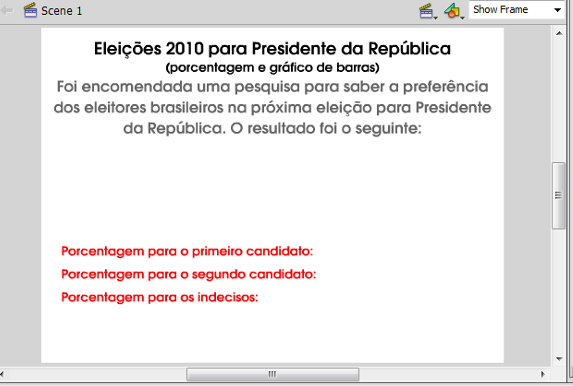 Scene 1
Show Frame
Eleições 2010 para Presidente da República
(porcentagem e gráfico de barras)
Foi encomendada uma pesquisa para saber a preferência
dos eleitores brasileiros na próxima eleição para Presidente
da República. O resultado foi o seguinte:
Porcentagem para o primeiro candidato:
Porcentagem para o segundo candidato:
Porcentagem para os indecisos: